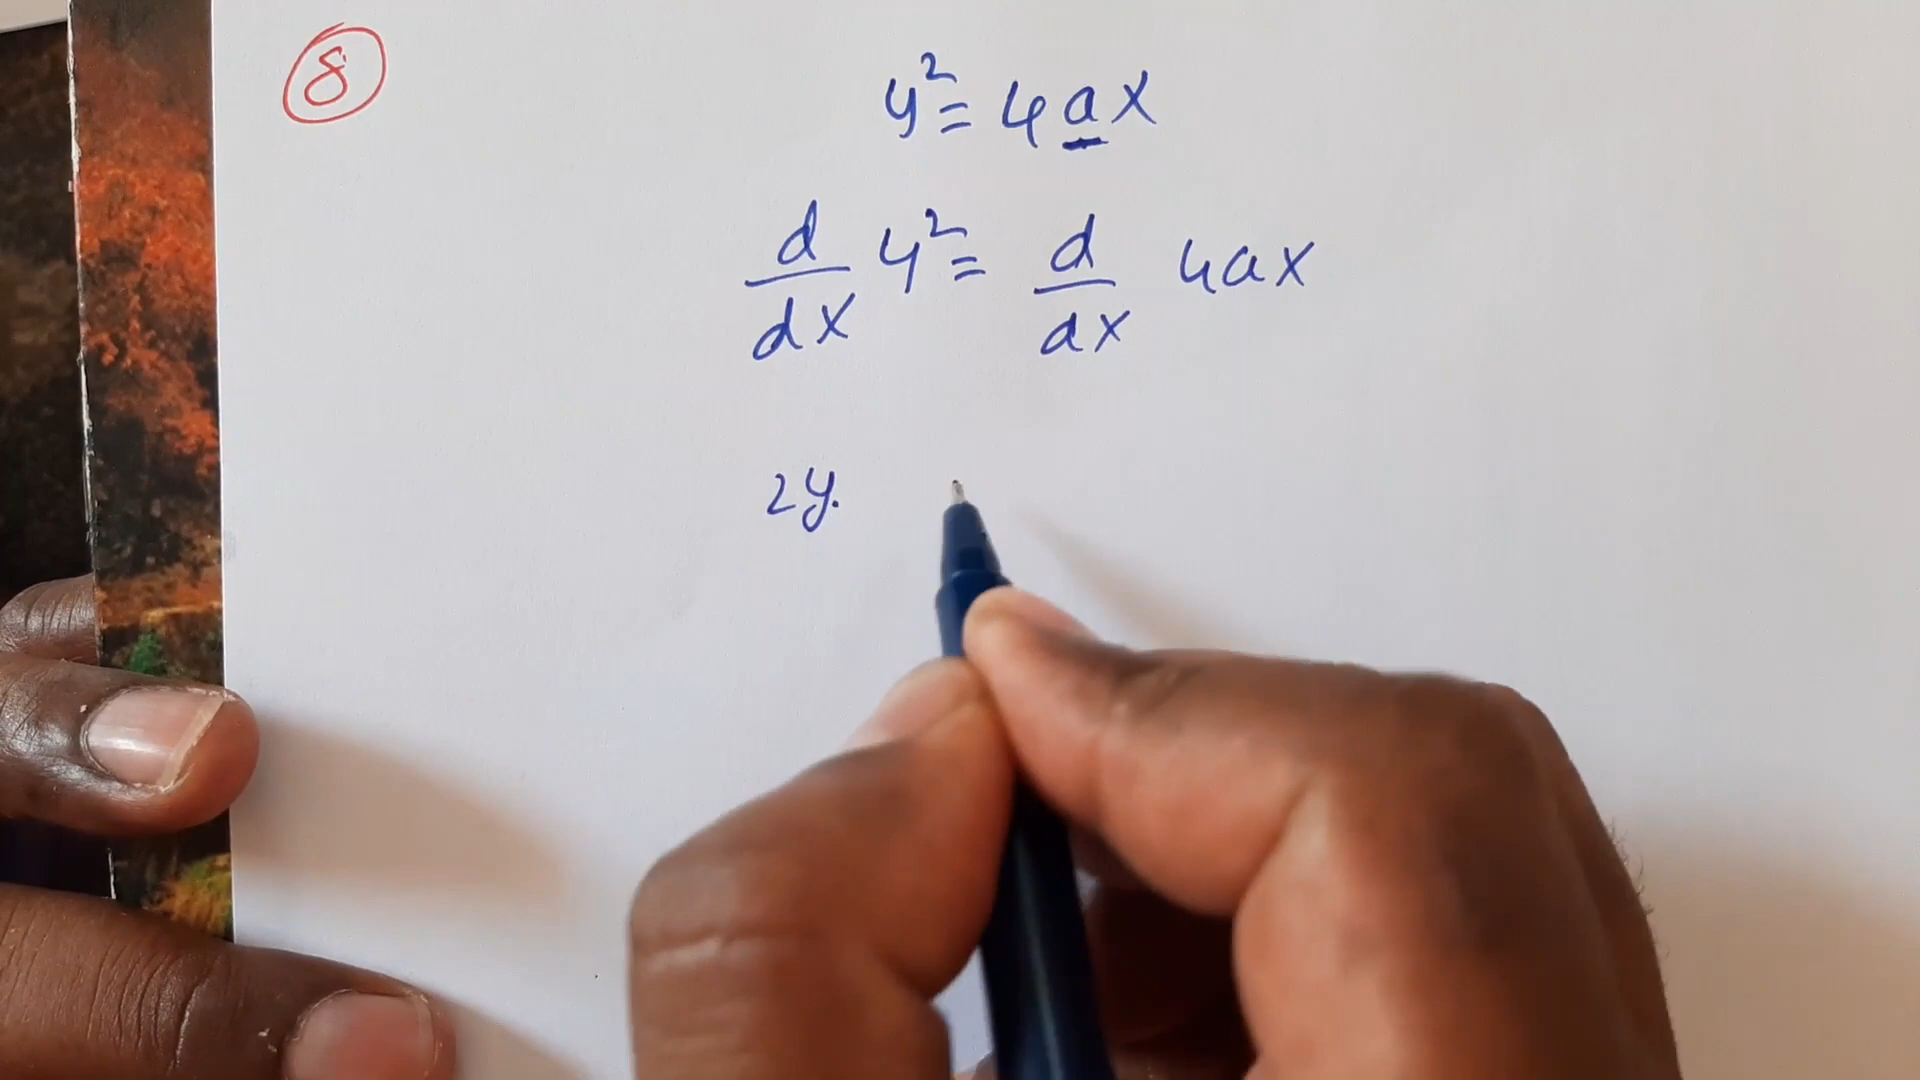 8
y² = 4ax
d/dx y² = d/dx 4ax
2y.